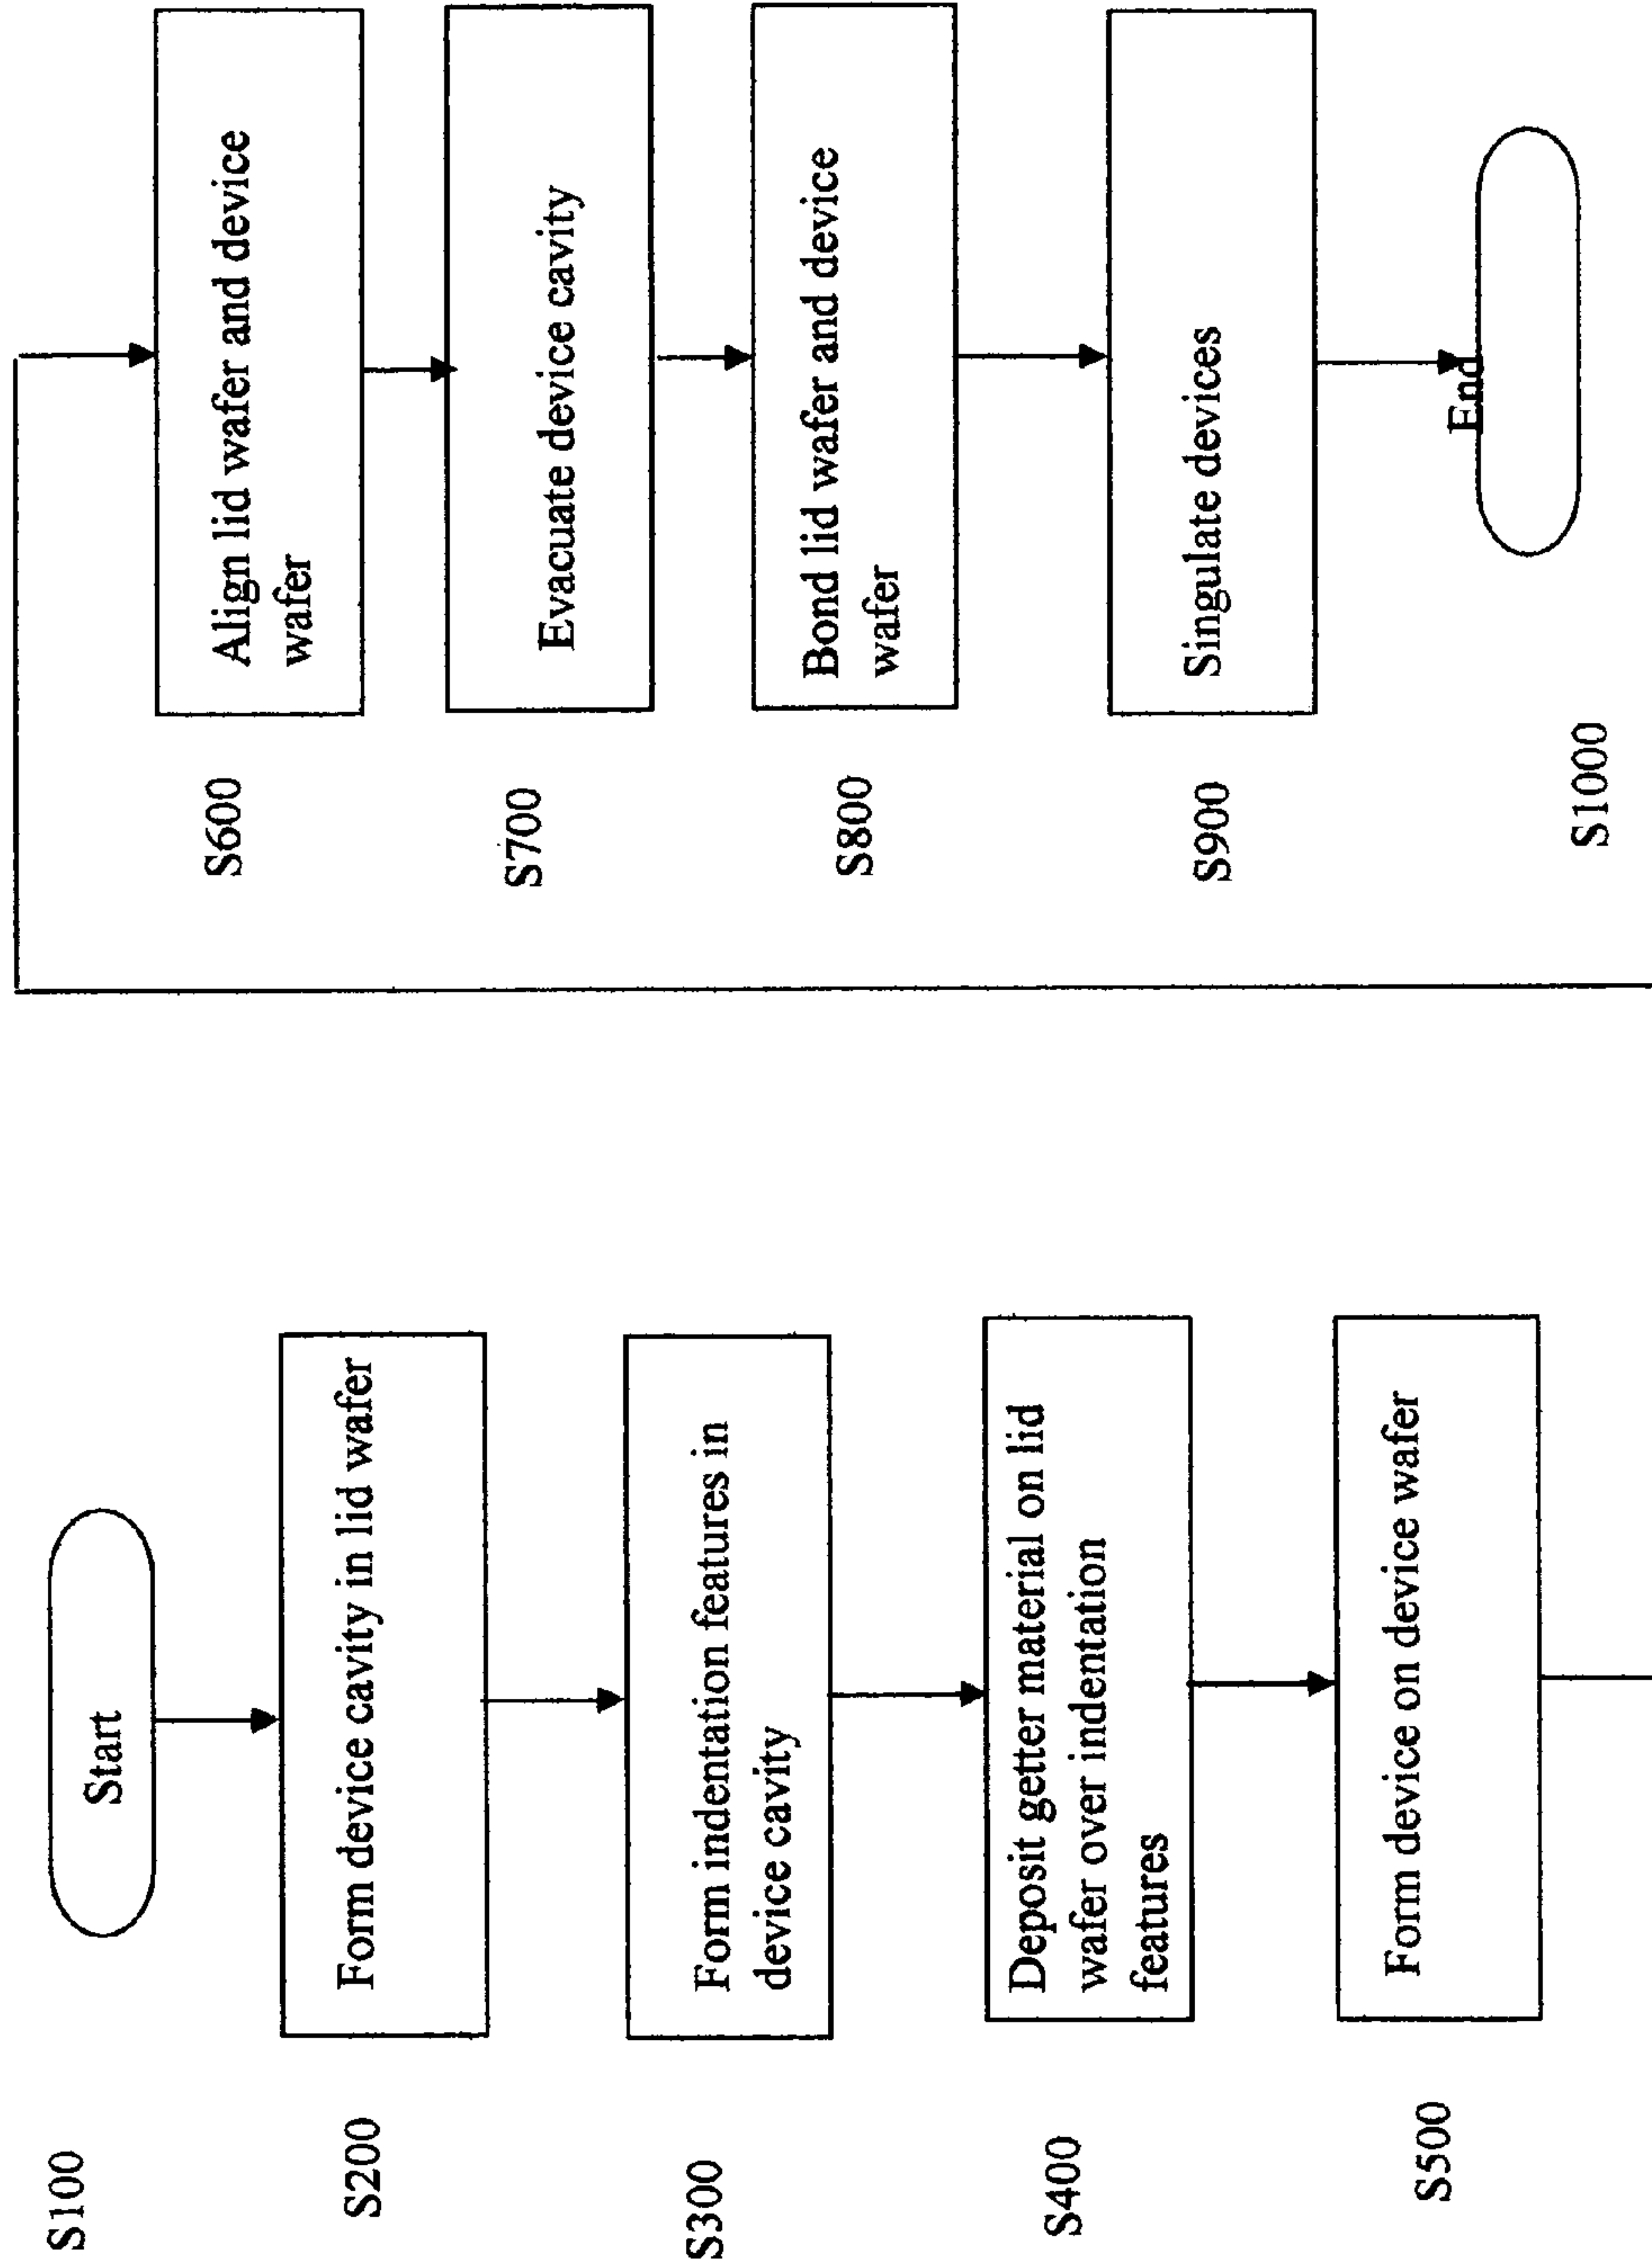 S100
Start
S200
Form device cavity in lid wafer
S300
Form indentation features in
device cavity
S400
Deposit getter material on lid
wafer over indentation
features
S500
Form device on device wafer
S600
Align lid wafer and device
wafer
S700
Evacuate device cavity
S800
Bond lid wafer and device
wafer
S900
Singulate devices
S1000
End